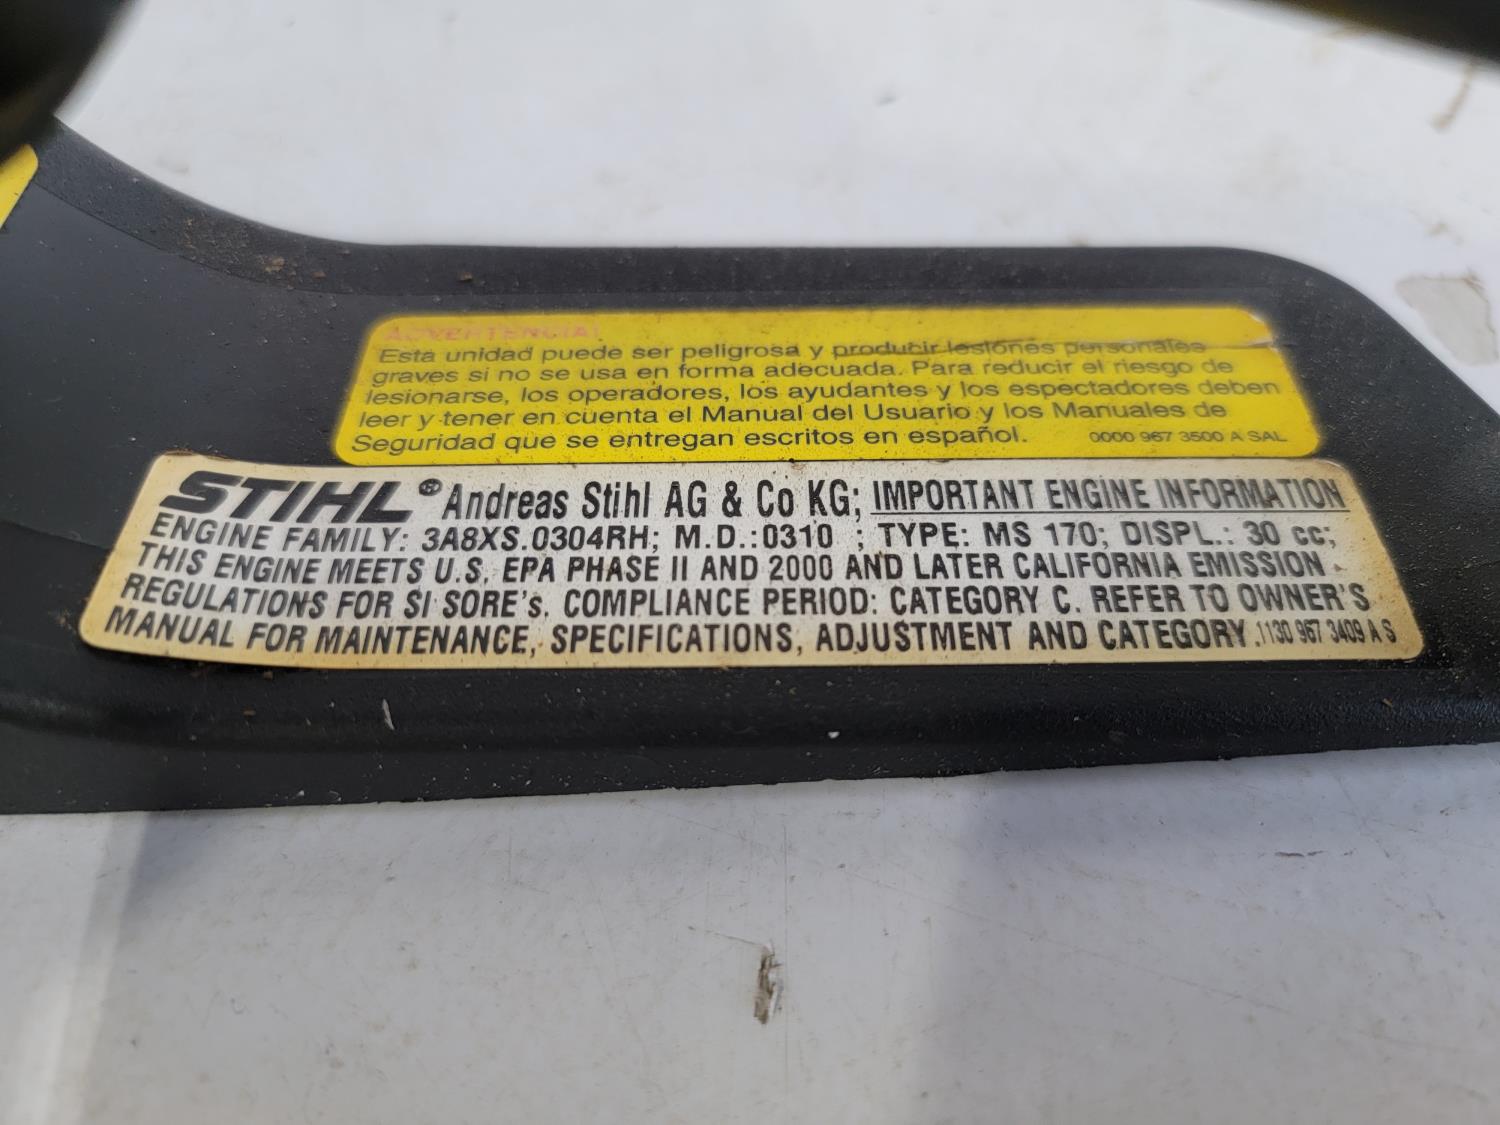 ADVERTENCIA!
Esta unidad puede ser peligrosa y producir lesiones personales
graves si no se usa en forma adecuada. Para reducir el riesgo de
lesionarse, los operadores, los ayudantes y los espectadores deben
leer y tener en cuenta el Manual del Usuario y los Manuales de
Seguridad que se entregan escritos en español. 0000 967 3500 A SAL
STIHL® Andreas Stihl AG & Co KG; IMPORTANT ENGINE INFORMATION
ENGINE FAMILY: 3A8XS.0304RH; M.D.:0310 ; TYPE: MS 170; DISPL.: 30 cc;
THIS ENGINE MEETS U.S. EPA PHASE II AND 2000 AND LATER CALIFORNIA EMISSION
REGULATIONS FOR SI SORE's. COMPLIANCE PERIOD: CATEGORY C. REFER TO OWNER'S
MANUAL FOR MAINTENANCE, SPECIFICATIONS, ADJUSTMENT AND CATEGORY. 1130 967 3409 A S